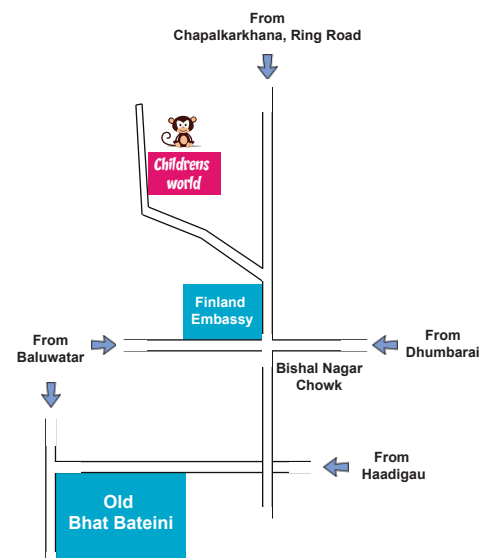 From
Chapalkarkhana, Ring Road
Childrens
world
Finland
Embassy
From
Baluwatar
From
Dhumbarai
Bishal Nagar
Chowk
From
Haadigau
Old
Bhat Bateini